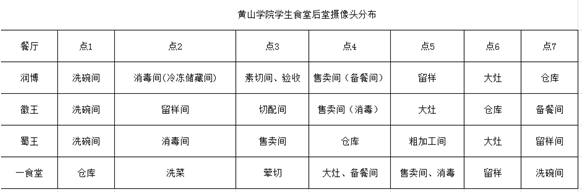 黄山学院学生食堂后堂摄像头分布
餐厅 点1 点2 点3 点4 点5 点6 点7
润博 洗碗间 消毒间(冷冻储藏间) 素切间、验收 售卖间（备餐间） 留样 大灶 仓库
徽王 洗碗间 留样间 切配间 售卖间（消毒） 大灶 仓库 备餐间
蜀王 洗碗间 消毒间 售卖间 仓库 粗加工间 大灶 留样间
一食堂 仓库 洗菜 荤切 大灶、备餐间 售卖间、消毒 留样 洗碗间